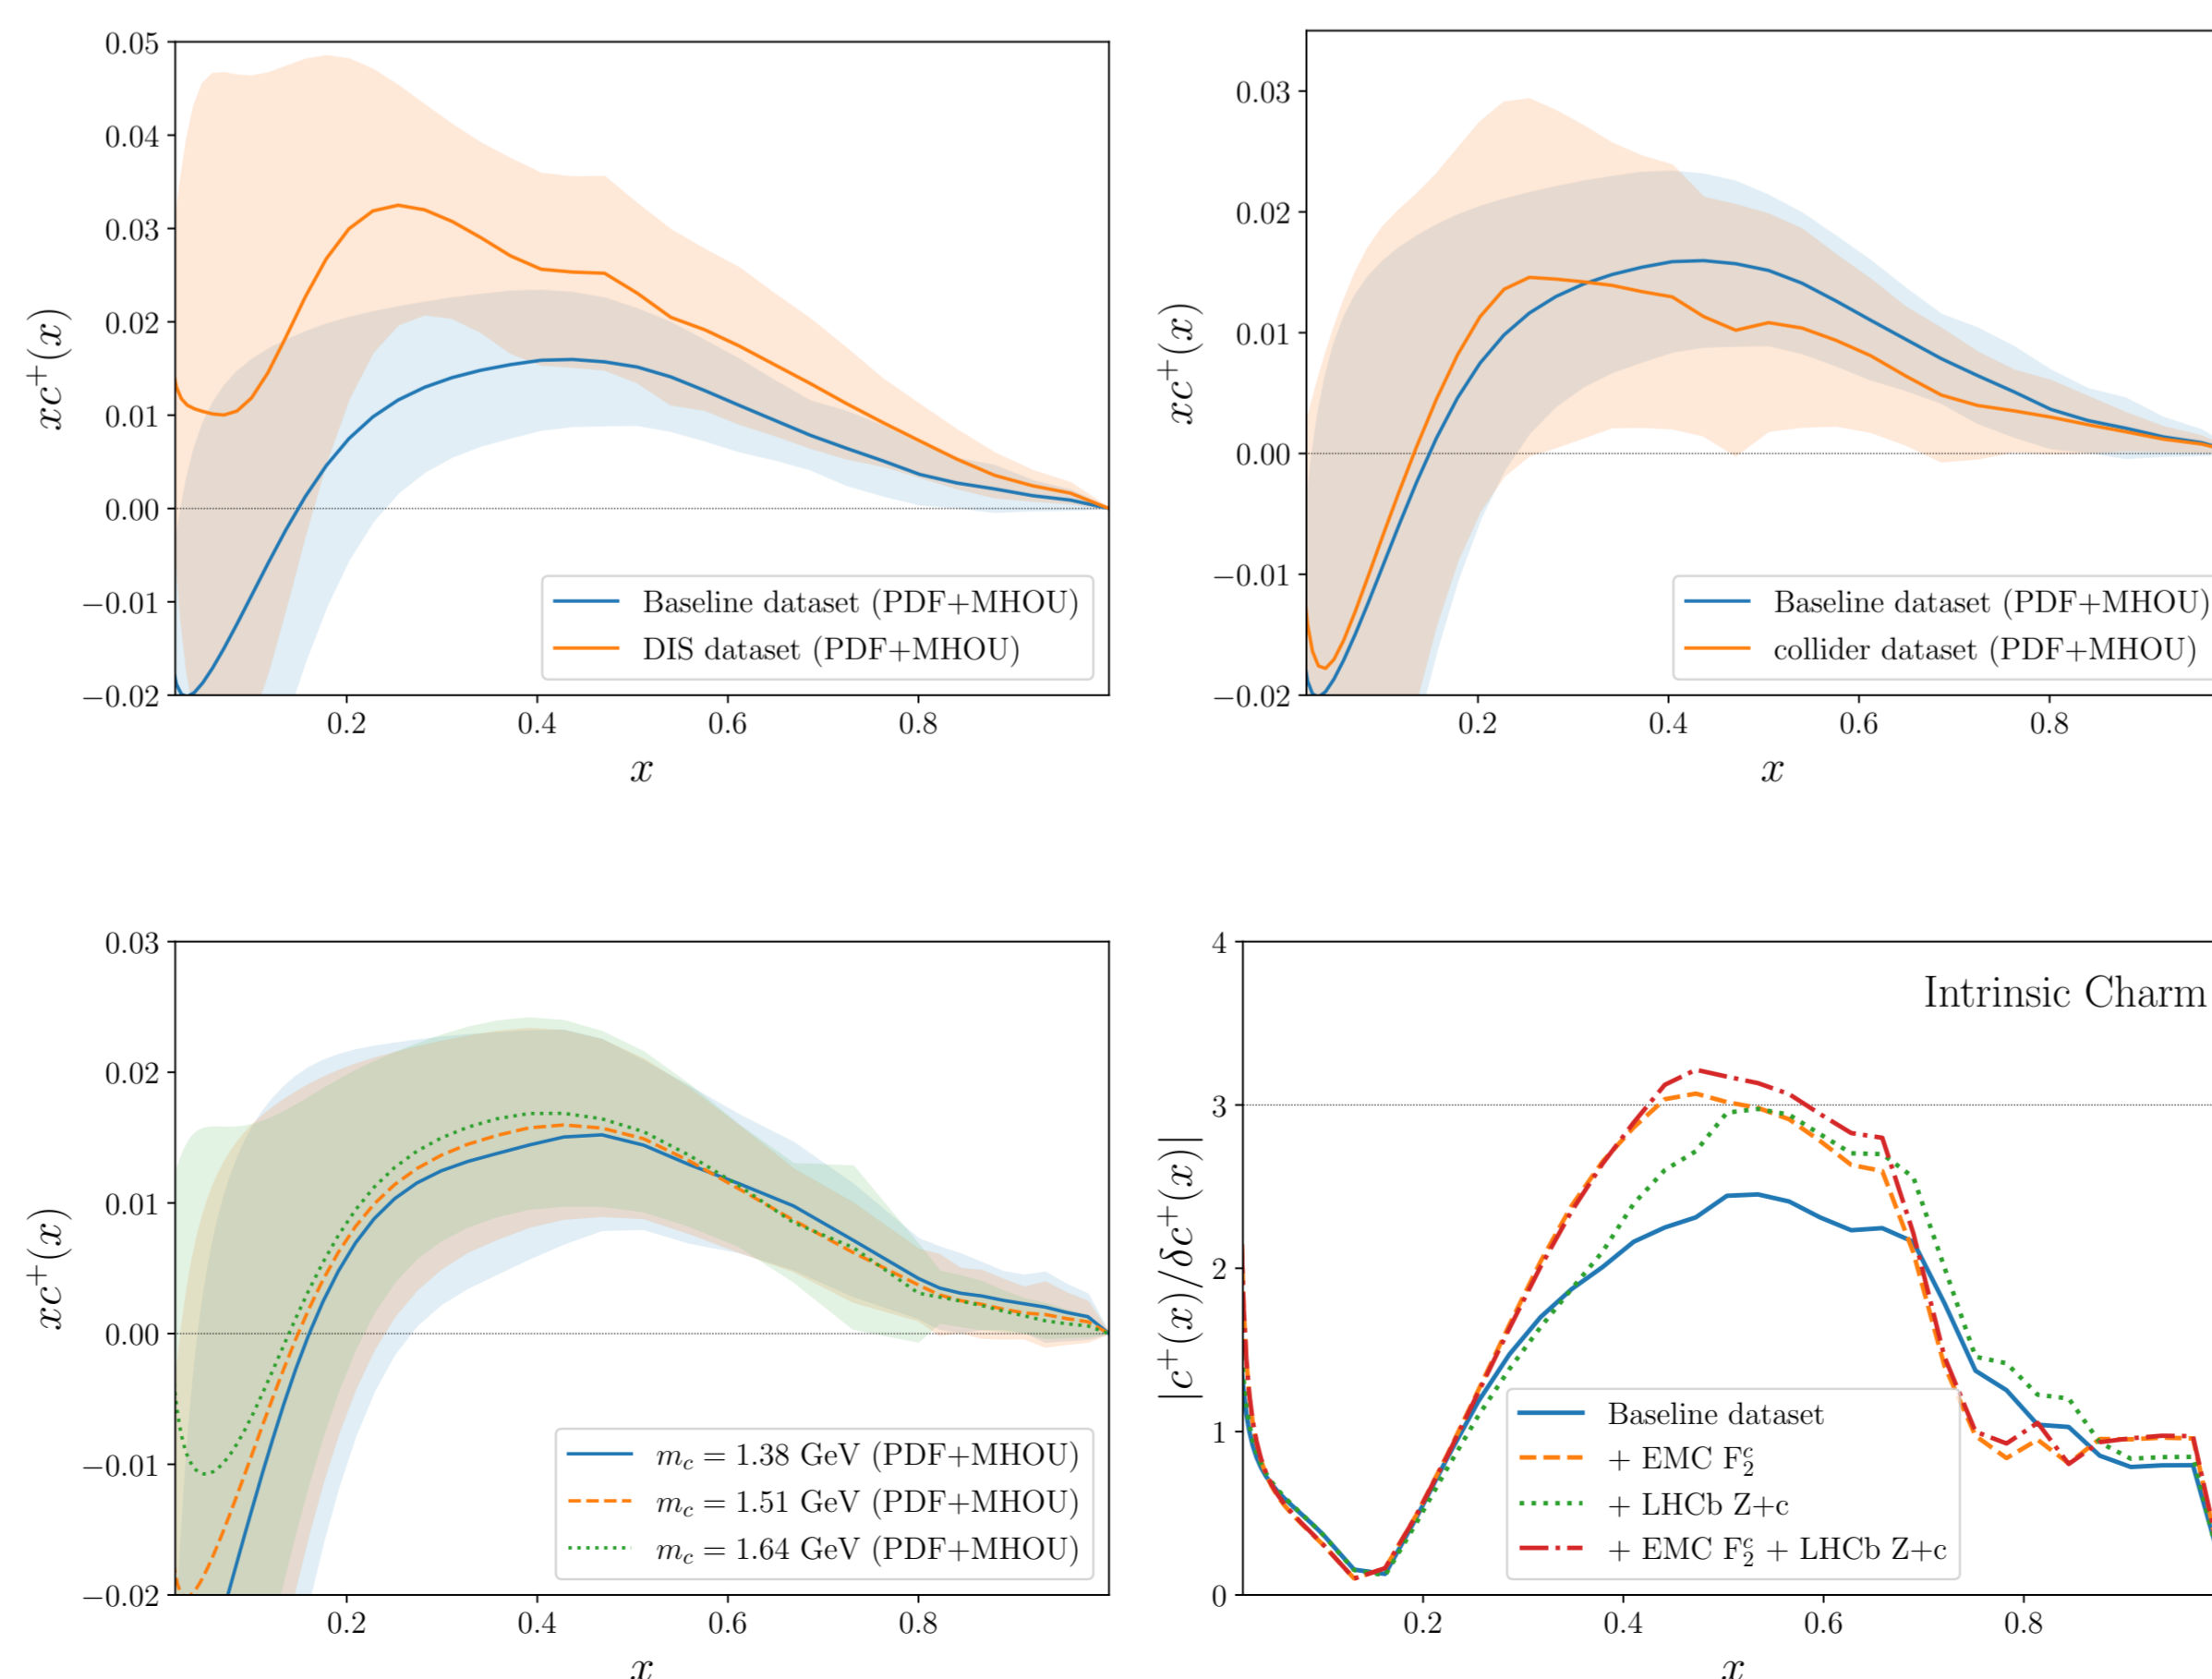 0.05
0.04
0.03
0.02
0.01
0.00
−0.01
−0.02
xc⁺(x)
0.2 0.4 0.6 0.8
x
Baseline dataset (PDF+MHOU)
DIS dataset (PDF+MHOU)
0.03
0.02
0.01
0.00
−0.01
−0.02
xc⁺(x)
0.2 0.4 0.6 0.8
x
Baseline dataset (PDF+MHOU)
collider dataset (PDF+MHOU)
0.03
0.02
0.01
0.00
−0.01
−0.02
xc⁺(x)
0.2 0.4 0.6 0.8
x
m_c = 1.38 GeV (PDF+MHOU)
m_c = 1.51 GeV (PDF+MHOU)
m_c = 1.64 GeV (PDF+MHOU)
4
3
2
1
0
|c⁺(x)/δc⁺(x)|
Intrinsic Charm
0.2 0.4 0.6 0.8
x
Baseline dataset
+ EMC F₂ᶜ
+ LHCb Z+c
+ EMC F₂ᶜ + LHCb Z+c